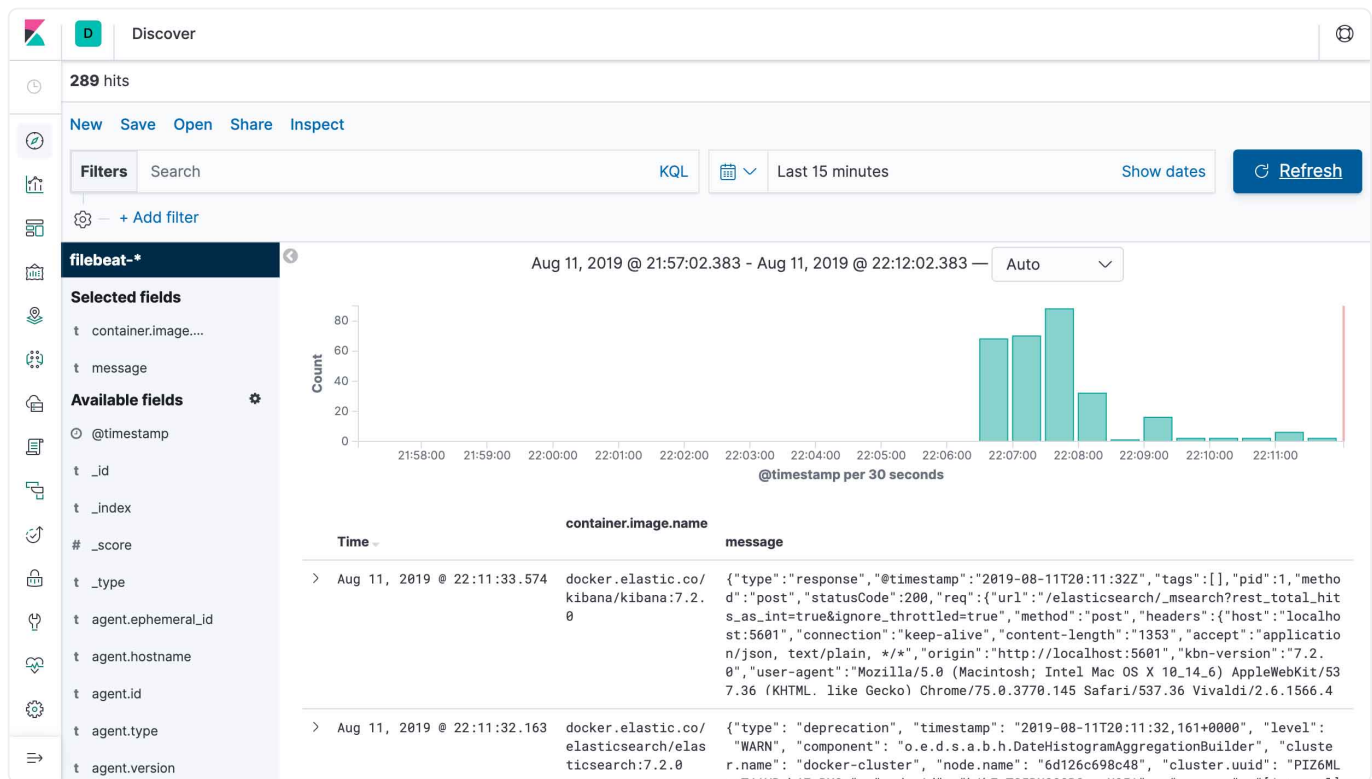 D Discover
289 hits
New Save Open Share Inspect
Filters Search KQL Last 15 minutes Show dates Refresh
+ Add filter
filebeat-*
Selected fields
t container.image....
t message
Available fields
@timestamp
t _id
t _index
# _score
t _type
t agent.ephemeral_id
t agent.hostname
t agent.id
t agent.type
t agent.version
Aug 11, 2019 @ 21:57:02.383 - Aug 11, 2019 @ 22:12:02.383 — Auto
Count
80
60
40
20
0
21:58:00 21:59:00 22:00:00 22:01:00 22:02:00 22:03:00 22:04:00 22:05:00 22:06:00 22:07:00 22:08:00 22:09:00 22:10:00 22:11:00
@timestamp per 30 seconds
Time container.image.name message
Aug 11, 2019 @ 22:11:33.574
docker.elastic.co/
kibana/kibana:7.2.
0
{"type":"response","@timestamp":"2019-08-11T20:11:32Z","tags":[],"pid":1,"metho
d":"post","statusCode":200,"req":{"url":"/elasticsearch/_msearch?rest_total_hit
s_as_int=true&ignore_throttled=true","method":"post","headers":{"host":"localho
st:5601","connection":"keep-alive","content-length":"1353","accept":"applicatio
n/json, text/plain, */*","origin":"http://localhost:5601","kbn-version":"7.2.
0","user-agent":"Mozilla/5.0 (Macintosh; Intel Mac OS X 10_14_6) AppleWebKit/53
7.36 (KHTML, like Gecko) Chrome/75.0.3770.145 Safari/537.36 Vivaldi/2.6.1566.4
Aug 11, 2019 @ 22:11:32.163
docker.elastic.co/
elasticsearch/elas
ticsearch:7.2.0
{"type": "deprecation", "timestamp": "2019-08-11T20:11:32,161+0000", "level":
"WARN", "component": "o.e.d.s.a.b.h.DateHistogramAggregationBuilder", "cluste
r.name": "docker-cluster", "node.name": "6d126c698c48", "cluster.uuid": "PIZ6ML